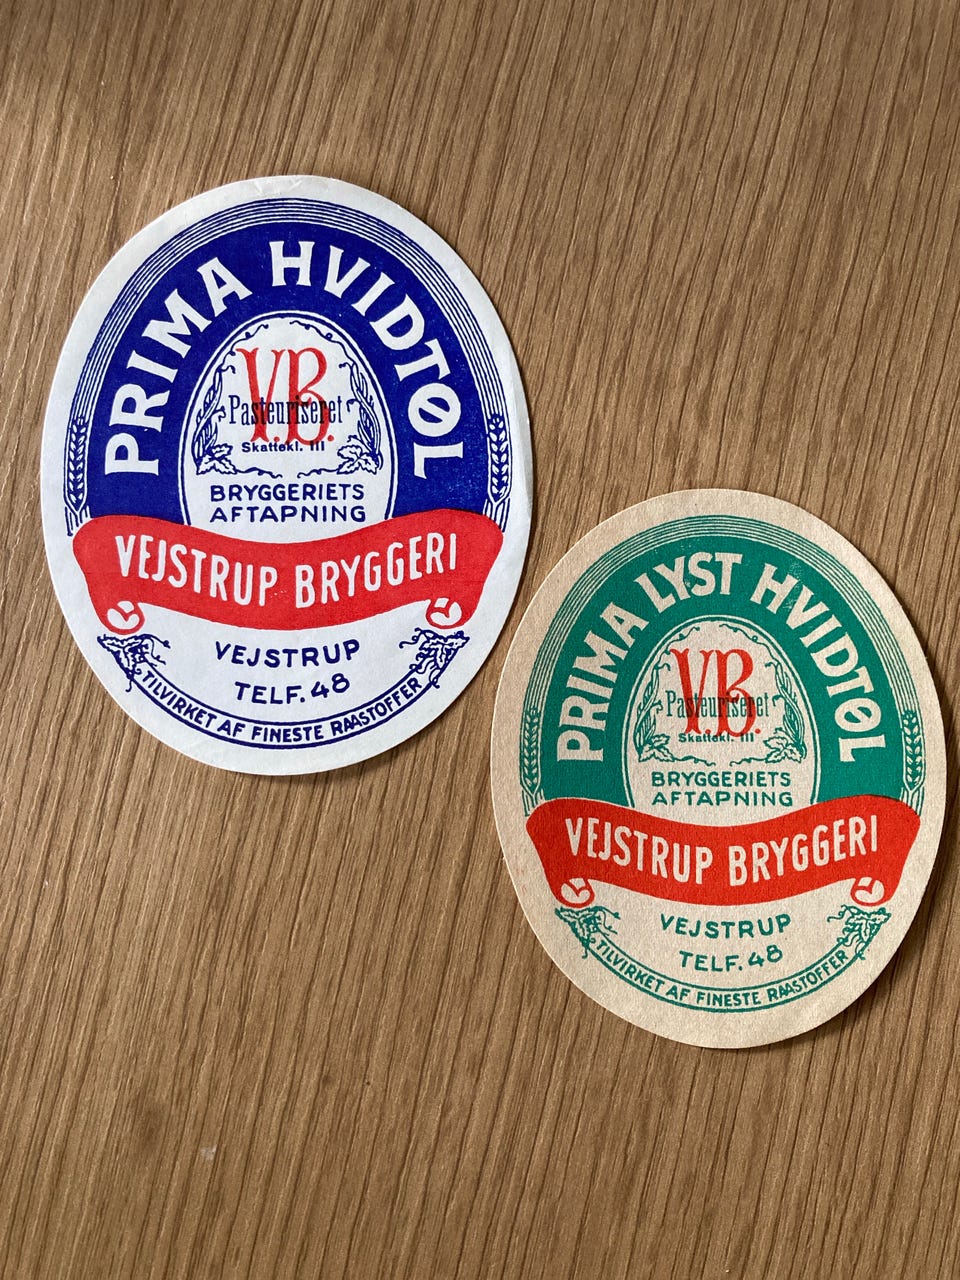 PRIMA HVIDTØL
V.B.
Pasteuriseret
Skattekl. III
BRYGGERIETS
AFTAPNING
VEJSTRUP BRYGGERI
VEJSTRUP
TELF. 48
TILVIRKET AF FINESTE RAASTOFFER
PRIMA LYST HVIDTØL
V.B.
Pasteuriseret
Skattekl. III
BRYGGERIETS
AFTAPNING
VEJSTRUP BRYGGERI
VEJSTRUP
TELF. 48
TILVIRKET AF FINESTE RAASTOFFER